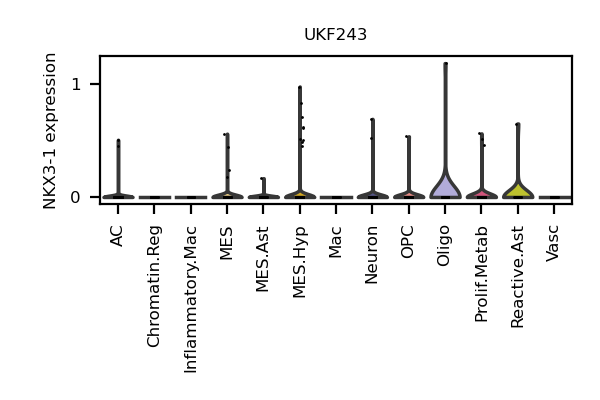 UKF243
NKX3-1 expression
1
0
AC
Chromatin.Reg
Inflammatory.Mac
MES
MES.Ast
MES.Hyp
Mac
Neuron
OPC
Oligo
Prolif.Metab
Reactive.Ast
Vasc